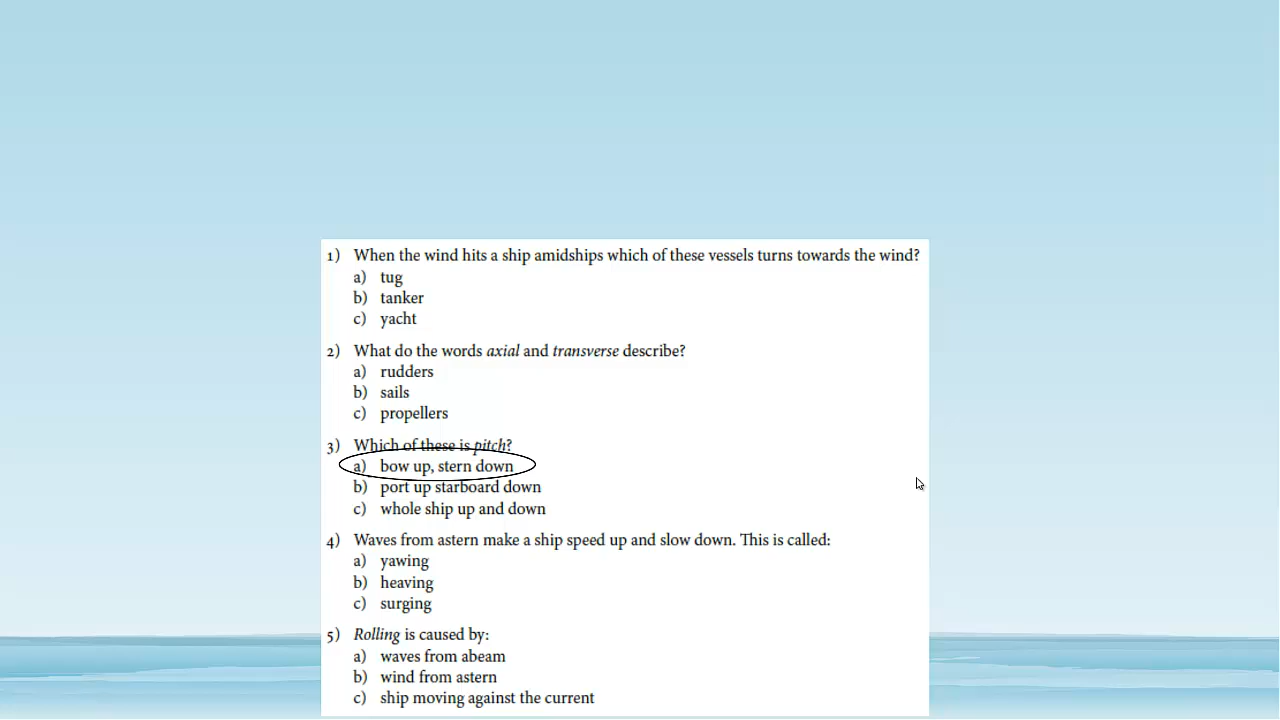 1) When the wind hits a ship amidships which of these vessels turns towards the wind?
a) tug
b) tanker
c) yacht
2) What do the words axial and transverse describe?
a) rudders
b) sails
c) propellers
3) Which of these is pitch?
a) bow up, stern down
b) port up starboard down
c) whole ship up and down
4) Waves from astern make a ship speed up and slow down. This is called:
a) yawing
b) heaving
c) surging
5) Rolling is caused by:
a) waves from abeam
b) wind from astern
c) ship moving against the current